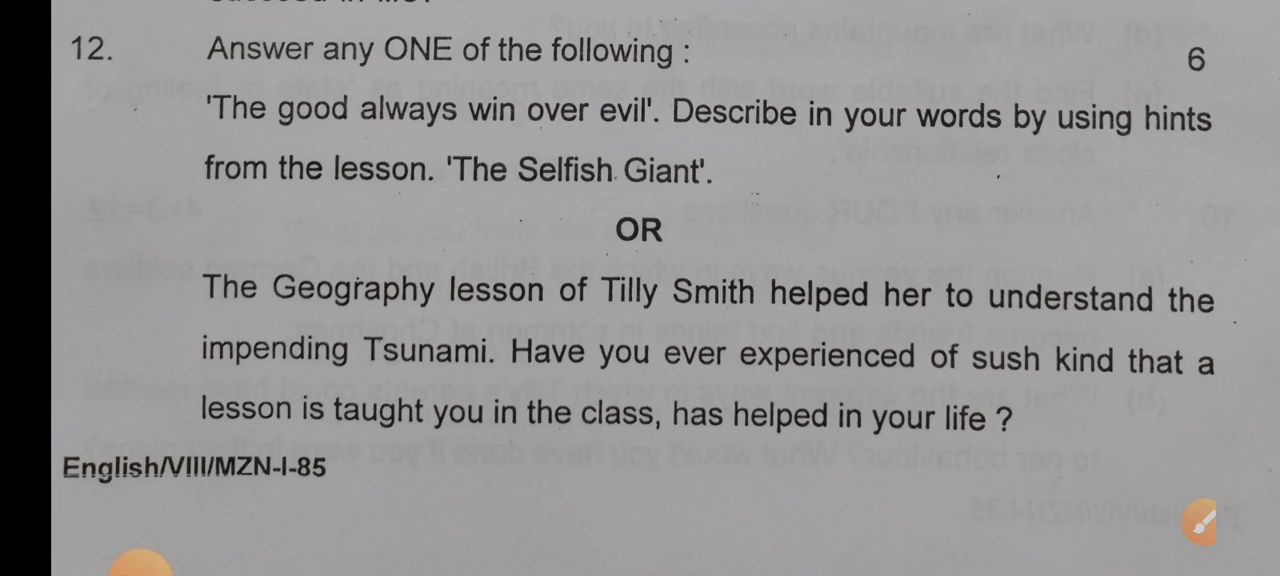 12. Answer any ONE of the following : 6
'The good always win over evil'. Describe in your words by using hints
from the lesson. 'The Selfish Giant'.
OR
The Geography lesson of Tilly Smith helped her to understand the
impending Tsunami. Have you ever experienced of sush kind that a
lesson is taught you in the class, has helped in your life ?
English/VIII/MZN-I-85